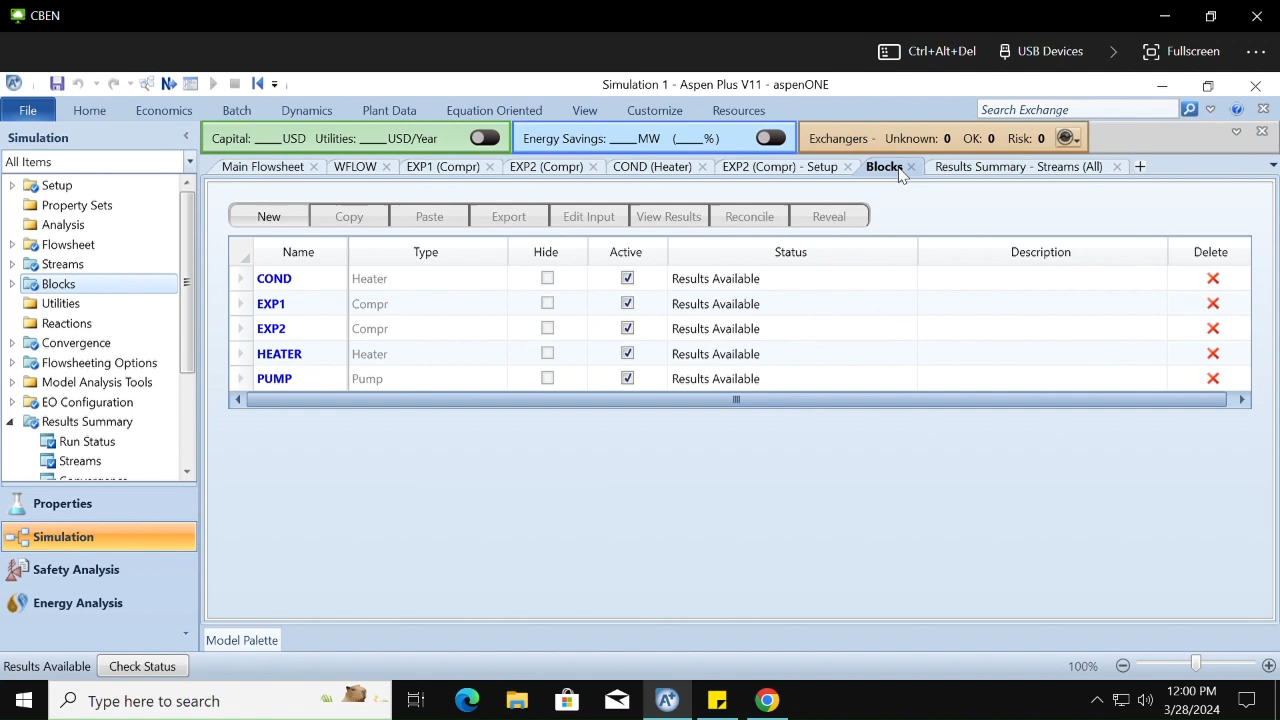 CBEN
Ctrl+Alt+Del USB Devices Fullscreen
Simulation 1 - Aspen Plus V11 - aspenONE
File Home Economics Batch Dynamics Plant Data Equation Oriented View Customize Resources Search Exchange
Simulation
Capital: ____USD Utilities: ____USD/Year Energy Savings: ____MW (____%) Exchangers - Unknown: 0 OK: 0 Risk: 0
All Items
Main Flowsheet WFLOW EXP1 (Compr) EXP2 (Compr) COND (Heater) EXP2 (Compr) - Setup Blocks Results Summary - Streams (All)
Setup
Property Sets
Analysis
Flowsheet
Streams
Blocks
Utilities
Reactions
Convergence
Flowsheeting Options
Model Analysis Tools
EO Configuration
Results Summary
Run Status
Streams
Convergence
New Copy Paste Export Edit Input View Results Reconcile Reveal
Name Type Hide Active Status Description Delete
COND Heater Results Available
EXP1 Compr Results Available
EXP2 Compr Results Available
HEATER Heater Results Available
PUMP Pump Results Available
Properties
Simulation
Safety Analysis
Energy Analysis
Model Palette
Results Available Check Status 100%
Type here to search
12:00 PM
3/28/2024